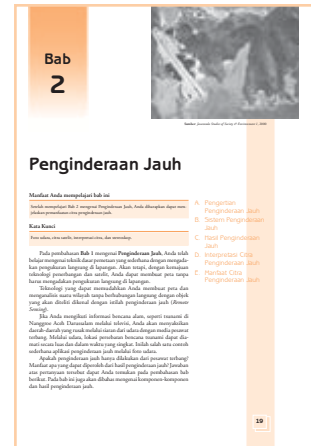 Bab
2
Penginderaan Jauh
Manfaat Anda mempelajari bab ini
Setelah mempelajari Bab 2 mengenai Penginderaan Jauh, Anda diharapkan dapat men-
jelaskan pemanfaatan citra penginderaan jauh.
Kata Kunci
Foto udara, citra satelit, interpretasi citra, dan stereoskop.
Pada pembahasan Bab 1 mengenai Penginderaan Jauh, Anda telah
belajar mengenai teknik dasar pemetaan yang sederhana dengan mengada-
kan pengukuran langsung di lapangan. Akan tetapi, dengan kemajuan
teknologi penerbangan dan satelit, Anda dapat membuat peta tanpa
harus mengadakan pengukuran langsung di lapangan.
Teknologi yang dapat memudahkan Anda membuat peta dan
menganalisis suatu wilayah tanpa berhubungan langsung dengan objek
yang akan diteliti dikenal dengan istilah penginderaan jauh (Remote
Sensing).
Jika Anda mengikuti informasi bencana alam, seperti tsunami di
Nanggroe Aceh Darussalam melalui televisi, Anda akan menyaksikan
daerah-daerah yang rusak melalui siaran dari udara dengan media pesawat
terbang. Melalui udara, lokasi persebaran bencana tsunami dapat dia-
mati secara luas dan dalam waktu yang singkat. Inilah salah satu contoh
sederhana aplikasi penginderaan jauh melalui foto udara.
Apakah penginderaan jauh hanya dilakukan dari pesawat terbang?
Manfaat apa yang dapat diperoleh dari hasil penginderaan jauh? Jawaban
atas pertanyaan tersebut dapat Anda temukan pada pembahasan bab
berikut. Pada bab ini juga akan dibahas mengenai komponen-komponen
dan hasil penginderaan jauh.
A. Pengertian
Penginderaan
Jauh
B. Sistem Penginderaan
Jauh
C. Hasil Penginderaan
Jauh
D. Interpretasi Citra
Penginderaan Jauh
E. Manfaat Citra
Penginderaan Jauh
19